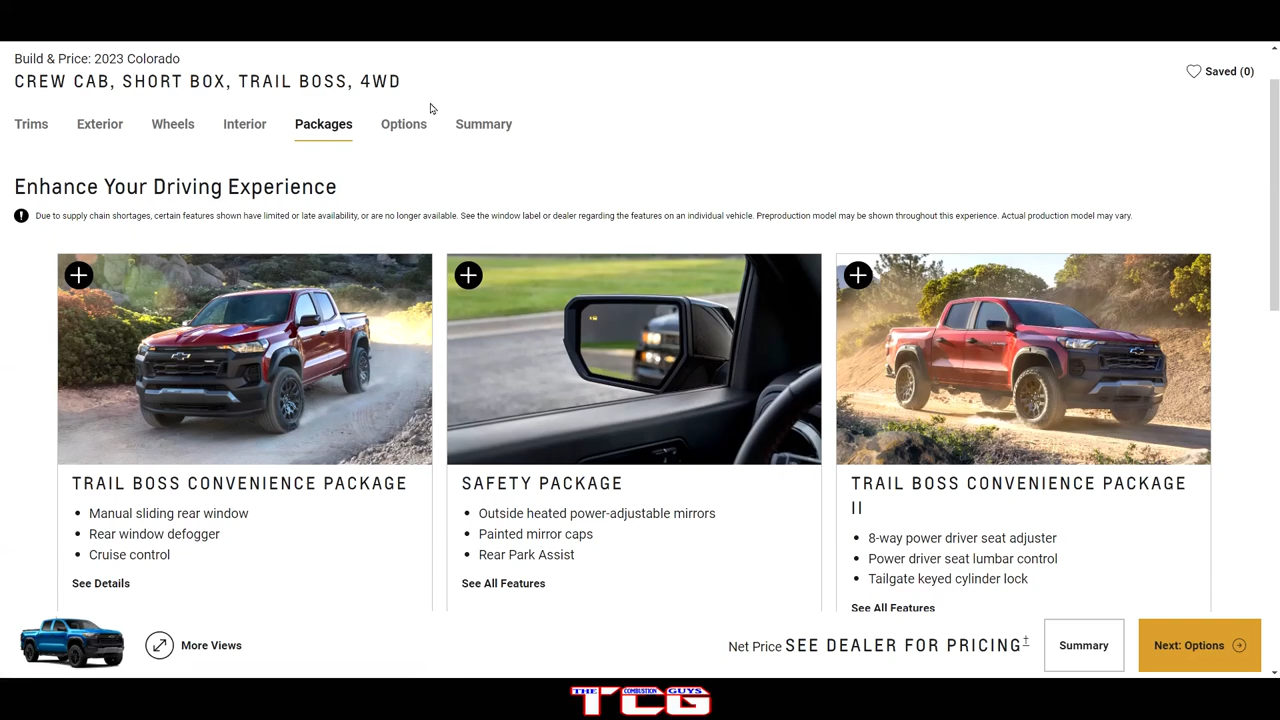 Build & Price: 2023 Colorado
CREW CAB, SHORT BOX, TRAIL BOSS, 4WD
Saved (0)
Trims Exterior Wheels Interior Packages Options Summary
Enhance Your Driving Experience
Due to supply chain shortages, certain features shown have limited or late availability, or are no longer available. See the window label or dealer regarding the features on an individual vehicle. Preproduction model may be shown throughout this experience. Actual production model may vary.
TRAIL BOSS CONVENIENCE PACKAGE
• Manual sliding rear window
• Rear window defogger
• Cruise control
See Details
SAFETY PACKAGE
• Outside heated power-adjustable mirrors
• Painted mirror caps
• Rear Park Assist
See All Features
TRAIL BOSS CONVENIENCE PACKAGE
II
• 8-way power driver seat adjuster
• Power driver seat lumbar control
• Tailgate keyed cylinder lock
See All Features
More Views
Net Price SEE DEALER FOR PRICING†
Summary
Next: Options
THE COMBUSTION GUYS
TCG